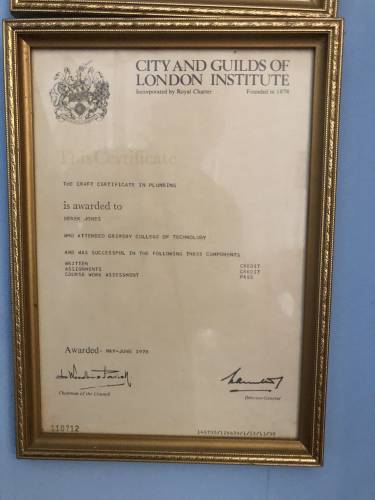 CITY AND GUILDS OF
LONDON INSTITUTE
Incorporated by Royal Charter Founded in 1878
This Certificate
THE CRAFT CERTIFICATE IN PLUMBING
is awarded to
DEREK JONES
WHO ATTENDED GRIMSBY COLLEGE OF TECHNOLOGY
AND WAS SUCCESSFUL IN THE FOLLOWING THESE COMPONENTS
WRITTEN CREDIT
ASSIGNMENTS CREDIT
COURSE WORK ASSESSMENT PASS
Awarded- MAY-JUNE 1978
Chairman of the Council Director-General
110712